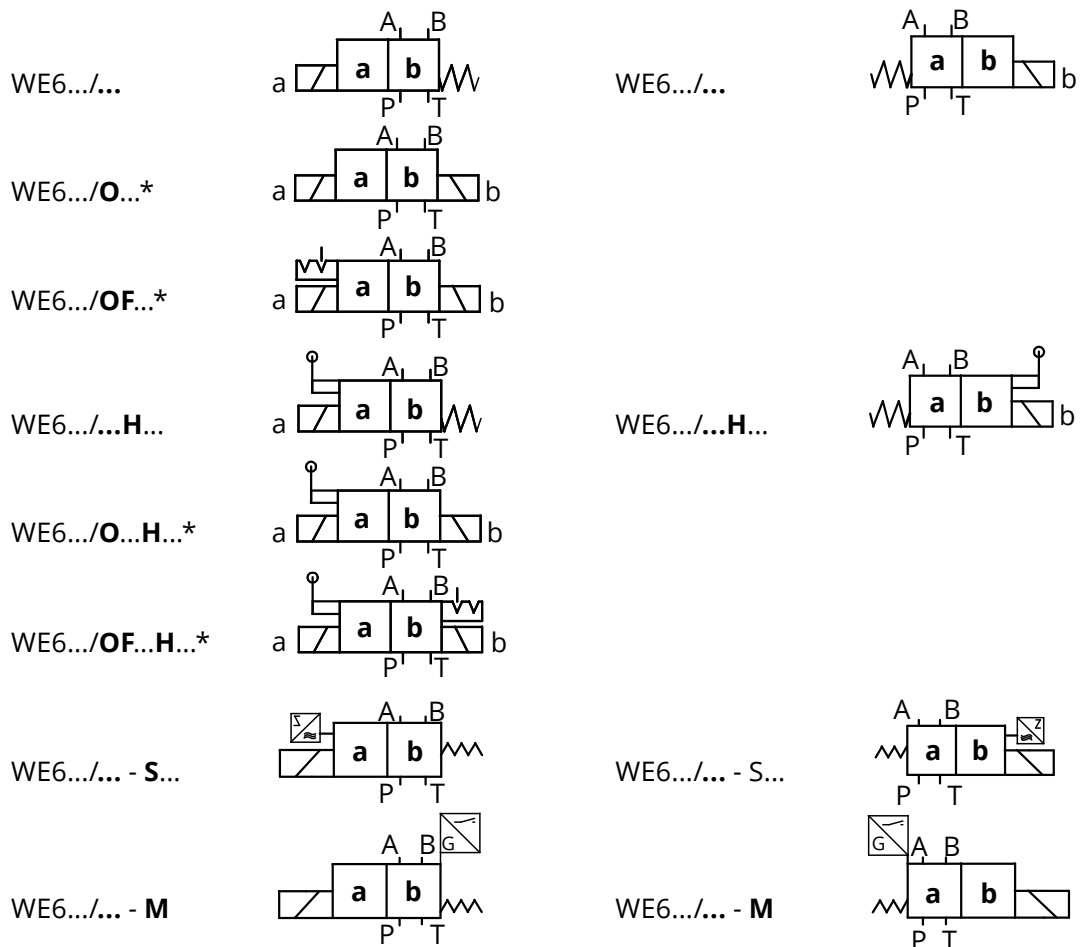 A B
WE6.../... a a b P T
A B
WE6.../... a b b P T
A B
WE6.../O...* a a b b P T
A B
WE6.../OF...* a a b b P T
A B
WE6.../...H... a a b P T
A B
WE6.../...H... a b b P T
A B
WE6.../O...H...* a a b b P T
A B
WE6.../OF...H...* a a b b P T
A B
WE6.../... - S... a b P T
A B
WE6.../... - S... a b P T
A B G
WE6.../... - M a b P T
G A B
WE6.../... - M a b P T